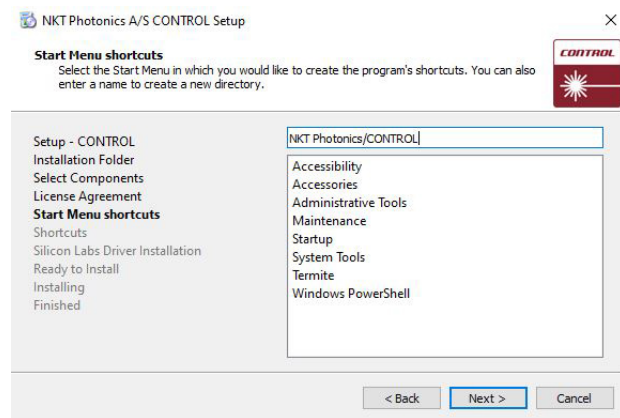 NKT Photonics A/S CONTROL Setup
Start Menu shortcuts
Select the Start Menu in which you would like to create the program's shortcuts. You can also
enter a name to create a new directory.
CONTROL
Setup - CONTROL
Installation Folder
Select Components
License Agreement
Start Menu shortcuts
Shortcuts
Silicon Labs Driver Installation
Ready to Install
Installing
Finished
NKT Photonics/CONTROL
Accessibility
Accessories
Administrative Tools
Maintenance
Startup
System Tools
Termite
Windows PowerShell
< Back
Next >
Cancel